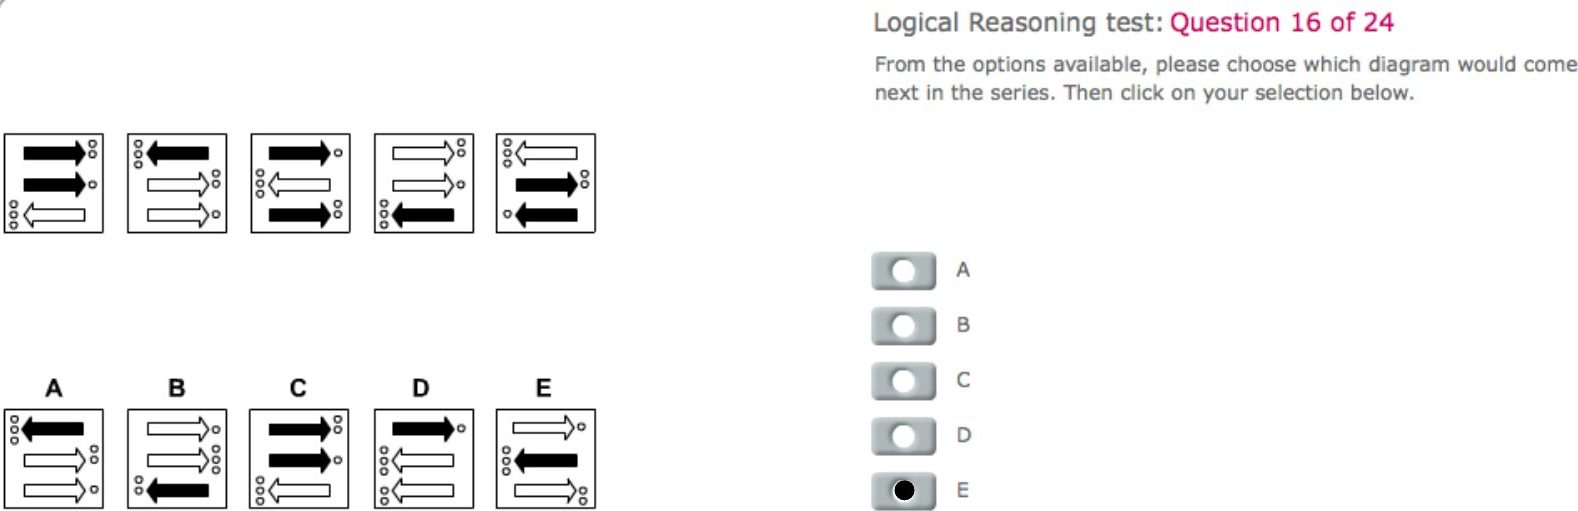 Logical Reasoning test: Question 16 of 24
From the options available, please choose which diagram would come
next in the series. Then click on your selection below.
A
B
C
D
E
A B C D E